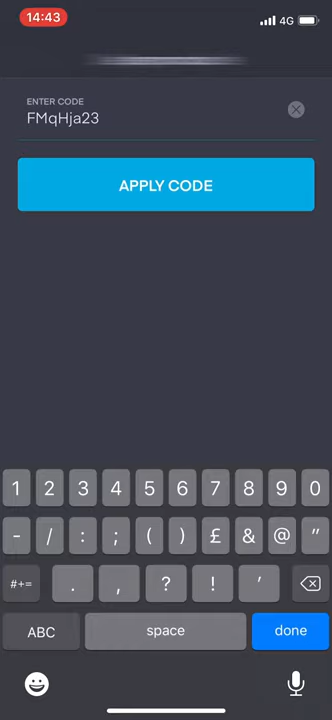 14:43
4G
ENTER CODE
FMqHja23
APPLY CODE
1 2 3 4 5 6 7 8 9 0
- / : ; ( ) £ & @ "
#+= . , ? ! '
ABC space done